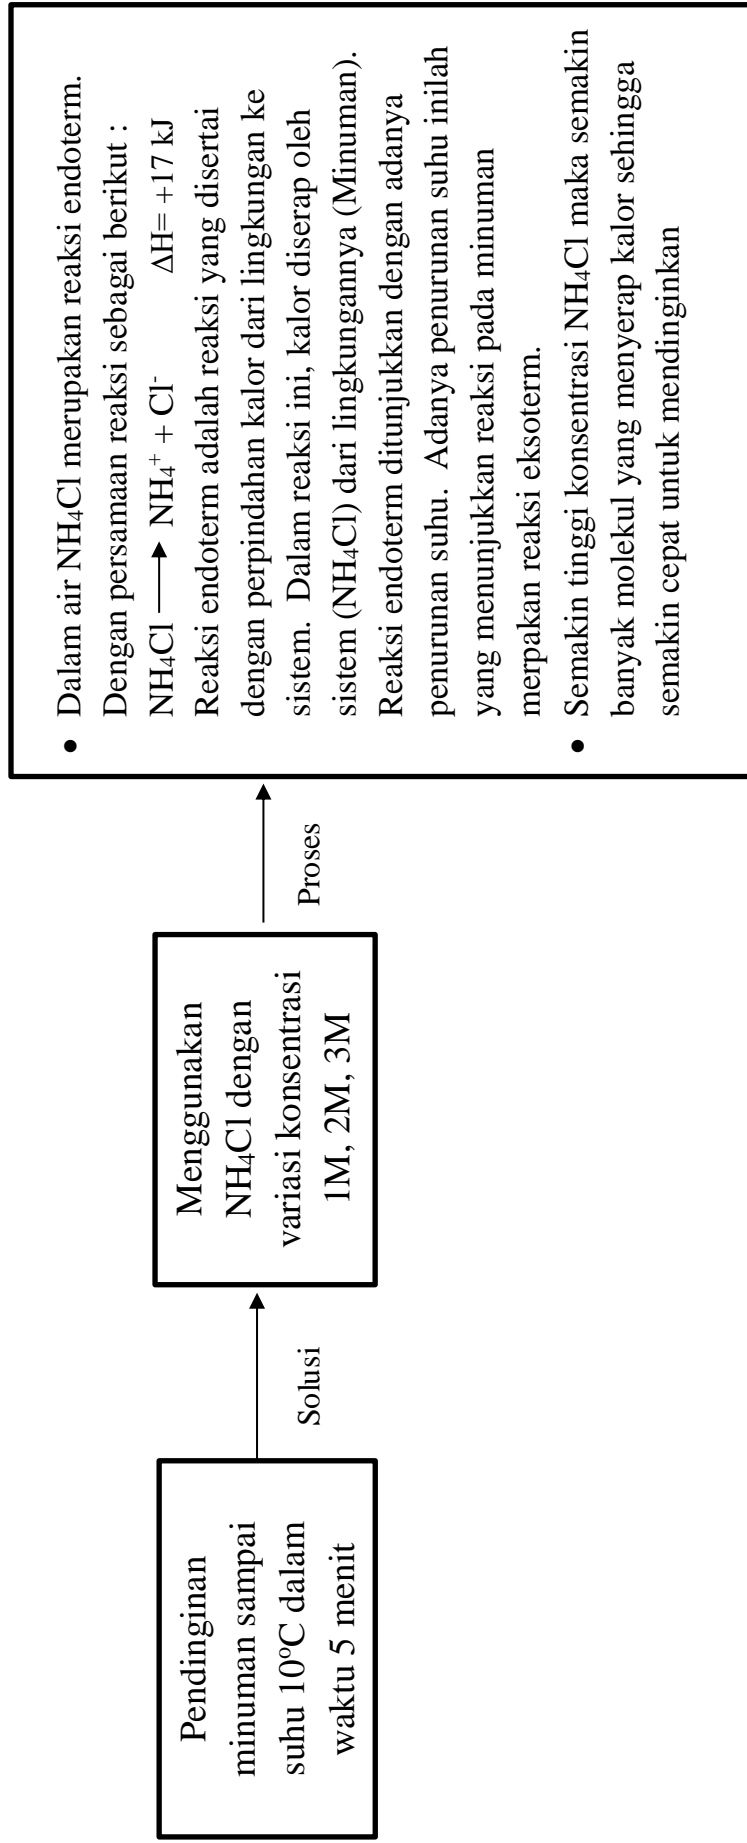 Pendinginan
minuman sampai
suhu 10ºC dalam
waktu 5 menit
Solusi
Menggunakan
NH₄Cl dengan
variasi konsentrasi
1M, 2M, 3M
Proses
• Dalam air NH₄Cl merupakan reaksi endoterm.
Dengan persamaan reaksi sebagai berikut :
NH₄Cl ⟶ NH₄⁺ + Cl⁻ ΔH= +17 kJ
Reaksi endoterm adalah reaksi yang disertai
dengan perpindahan kalor dari lingkungan ke
sistem. Dalam reaksi ini, kalor diserap oleh
sistem (NH₄Cl) dari lingkungannya (Minuman).
Reaksi endoterm ditunjukkan dengan adanya
penurunan suhu. Adanya penurunan suhu inilah
yang menunjukkan reaksi pada minuman
merpakan reaksi eksoterm.
• Semakin tinggi konsentrasi NH₄Cl maka semakin
banyak molekul yang menyerap kalor sehingga
semakin cepat untuk mendinginkan